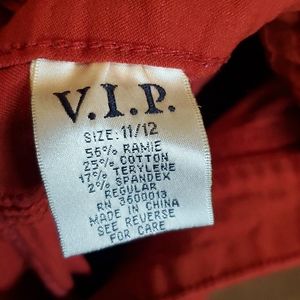 V.I.P.
SIZE: 11/12
56% RAMIE
25% COTTON
17% TERYLENE
2% SPANDEX
REGULAR
RN 3600013
MADE IN CHINA
SEE REVERSE
FOR CARE